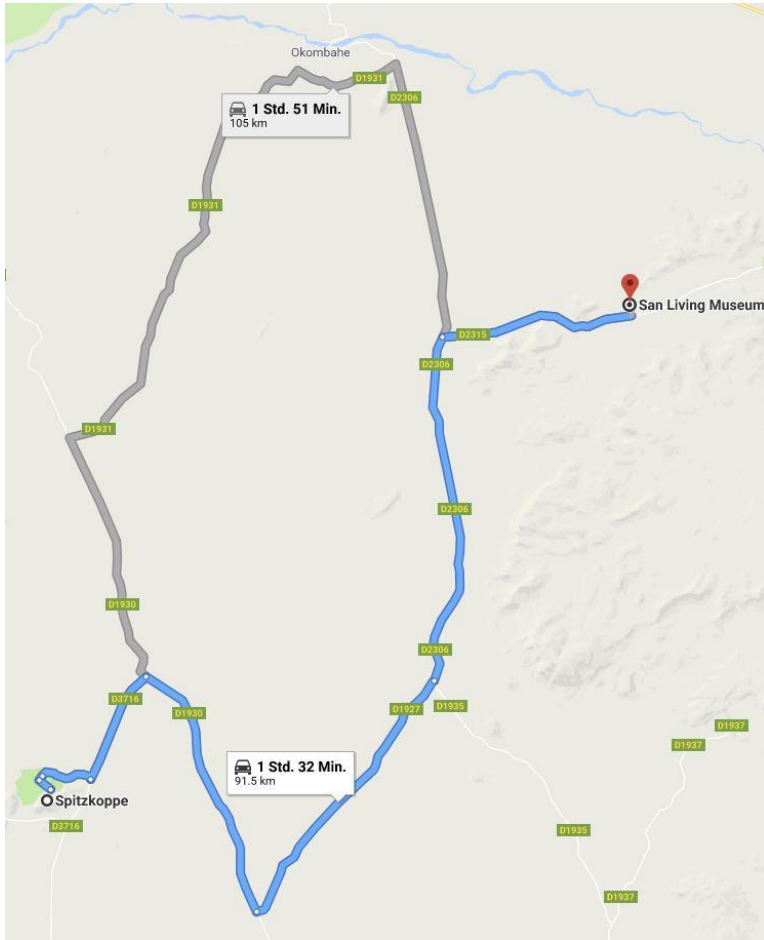 Okombahe
D1931
D2306
1 Std. 51 Min.
105 km
D1931
San Living Museum
D2315
D2306
D1931
D2306
D1930
D2306
D3716
D1930
D1927
D1935
D1937
D1937
1 Std. 32 Min.
91.5 km
Spitzkoppe
D3716
D1935
D1937